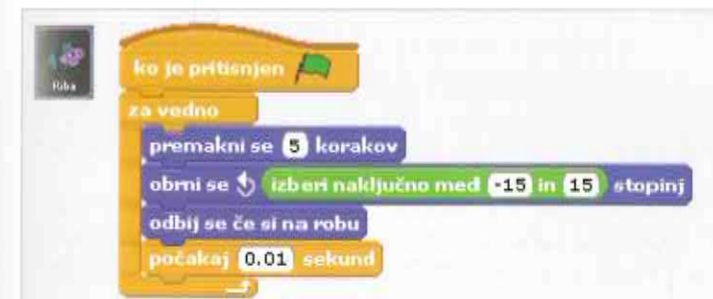 Riba
ko je pritisnjen
za vedno
premakni se 5 korakov
obrni se izberi naključno med -15 in 15 stopinj
odbij se če si na robu
počakaj 0.01 sekund